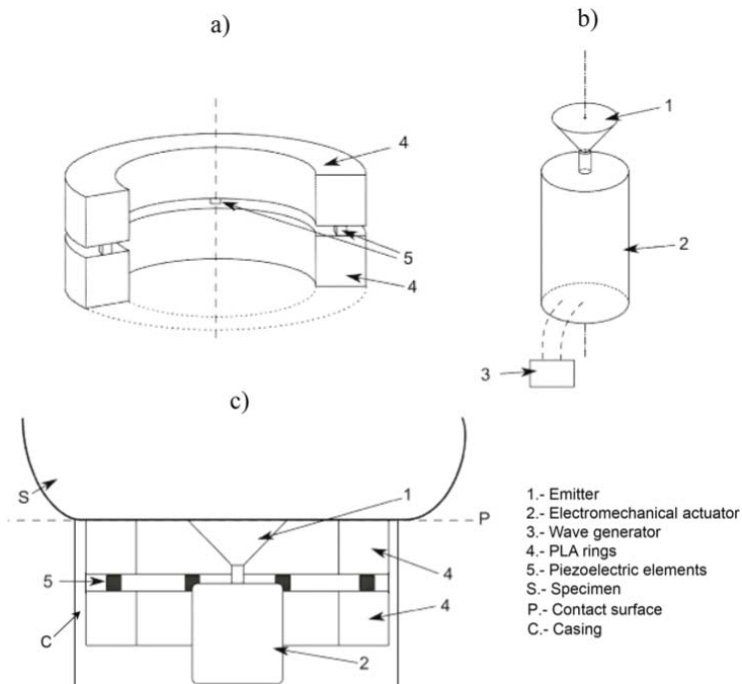 a)
4
5
4
b)
1
2
3
c)
S
1
P
5
4
4
C
2
1.- Emitter
2.- Electromechanical actuator
3.- Wave generator
4.- PLA rings
5.- Piezoelectric elements
S.- Specimen
P.- Contact surface
C.- Casing